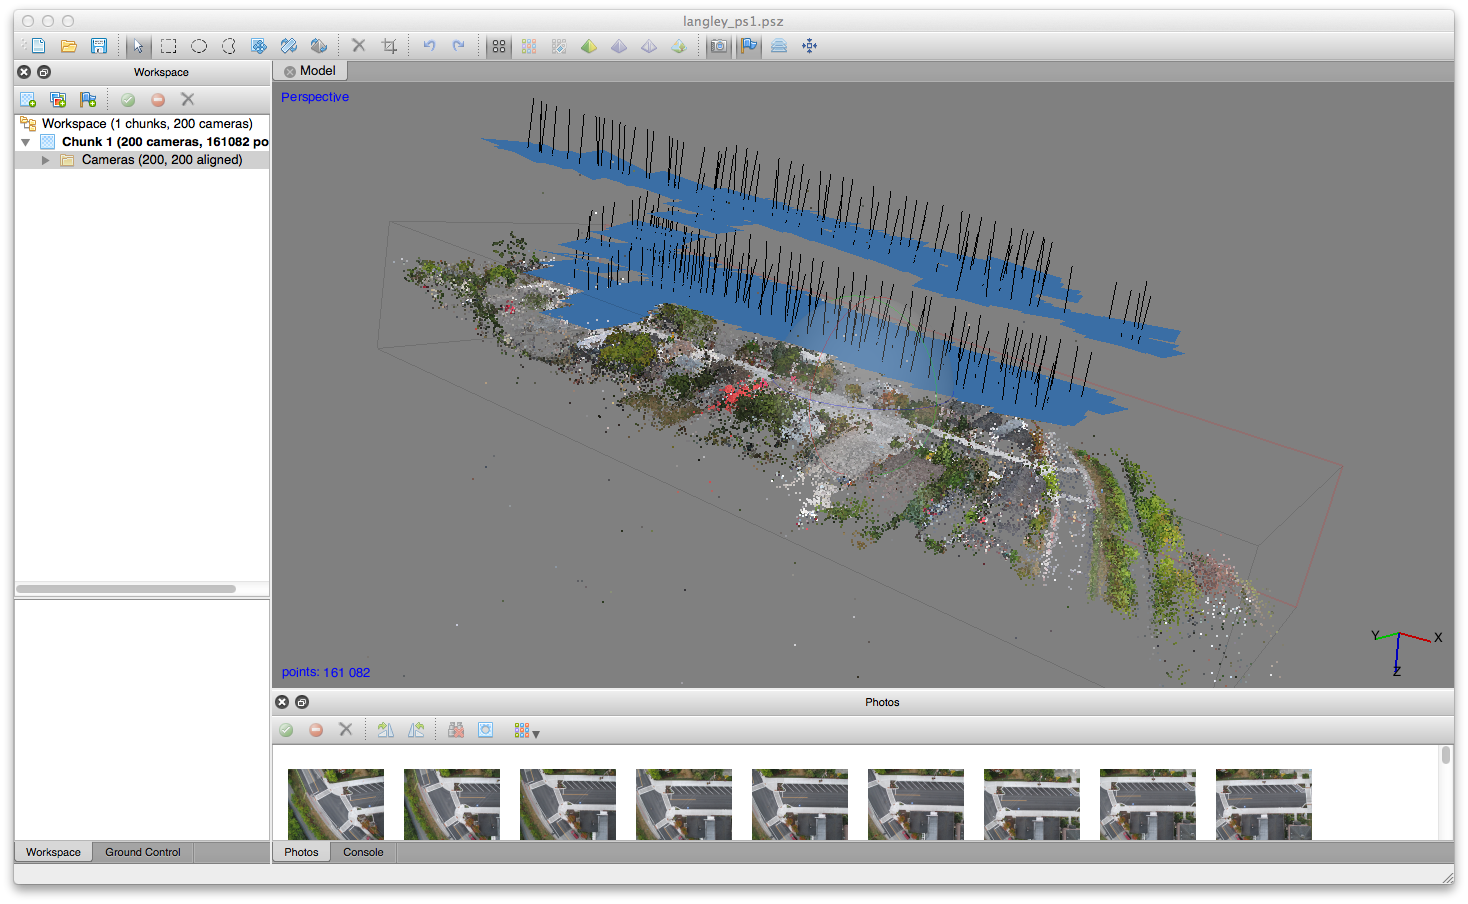 langley_ps1.psz
Workspace
Model
Workspace (1 chunks, 200 cameras)
Chunk 1 (200 cameras, 161082 po
Cameras (200, 200 aligned)
Perspective
Y
X
Z
points: 161 082
Photos
Workspace
Ground Control
Photos
Console